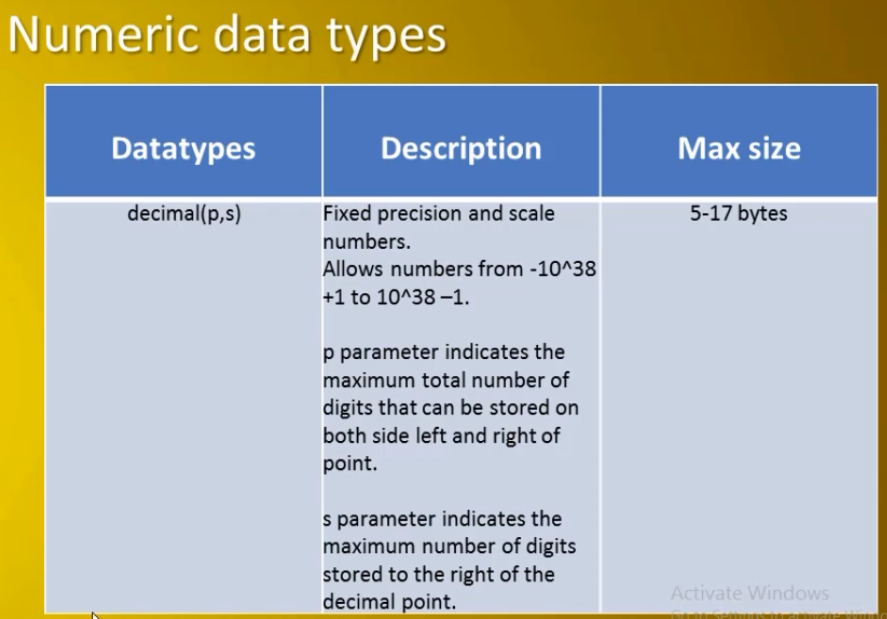 Numeric data types
Datatypes
Description
Max size
decimal(p,s)
Fixed precision and scale
numbers.
Allows numbers from -10^38
+1 to 10^38 –1.
p parameter indicates the
maximum total number of
digits that can be stored on
both side left and right of
point.
s parameter indicates the
maximum number of digits
stored to the right of the
decimal point.
5-17 bytes
Activate Windows